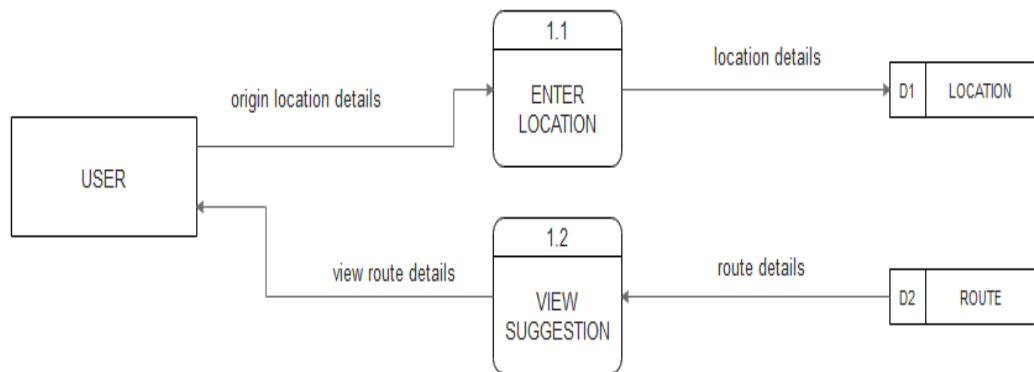 1.1
ENTER
LOCATION
origin location details
location details
D1
LOCATION
USER
1.2
VIEW
SUGGESTION
view route details
route details
D2
ROUTE